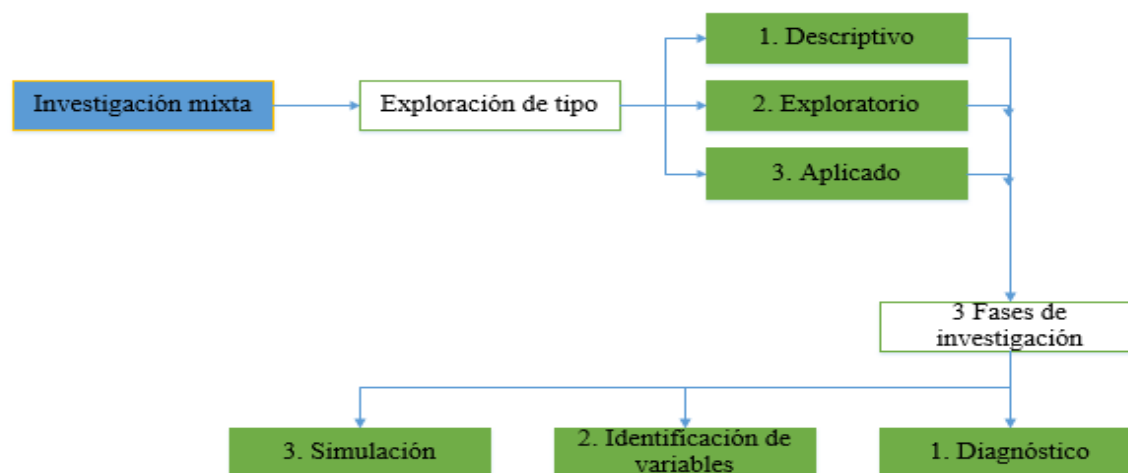 1. Descriptivo
Investigación mixta
Exploración de tipo
2. Exploratorio
3. Aplicado
3 Fases de
investigación
3. Simulación
2. Identificación de
variables
1. Diagnóstico